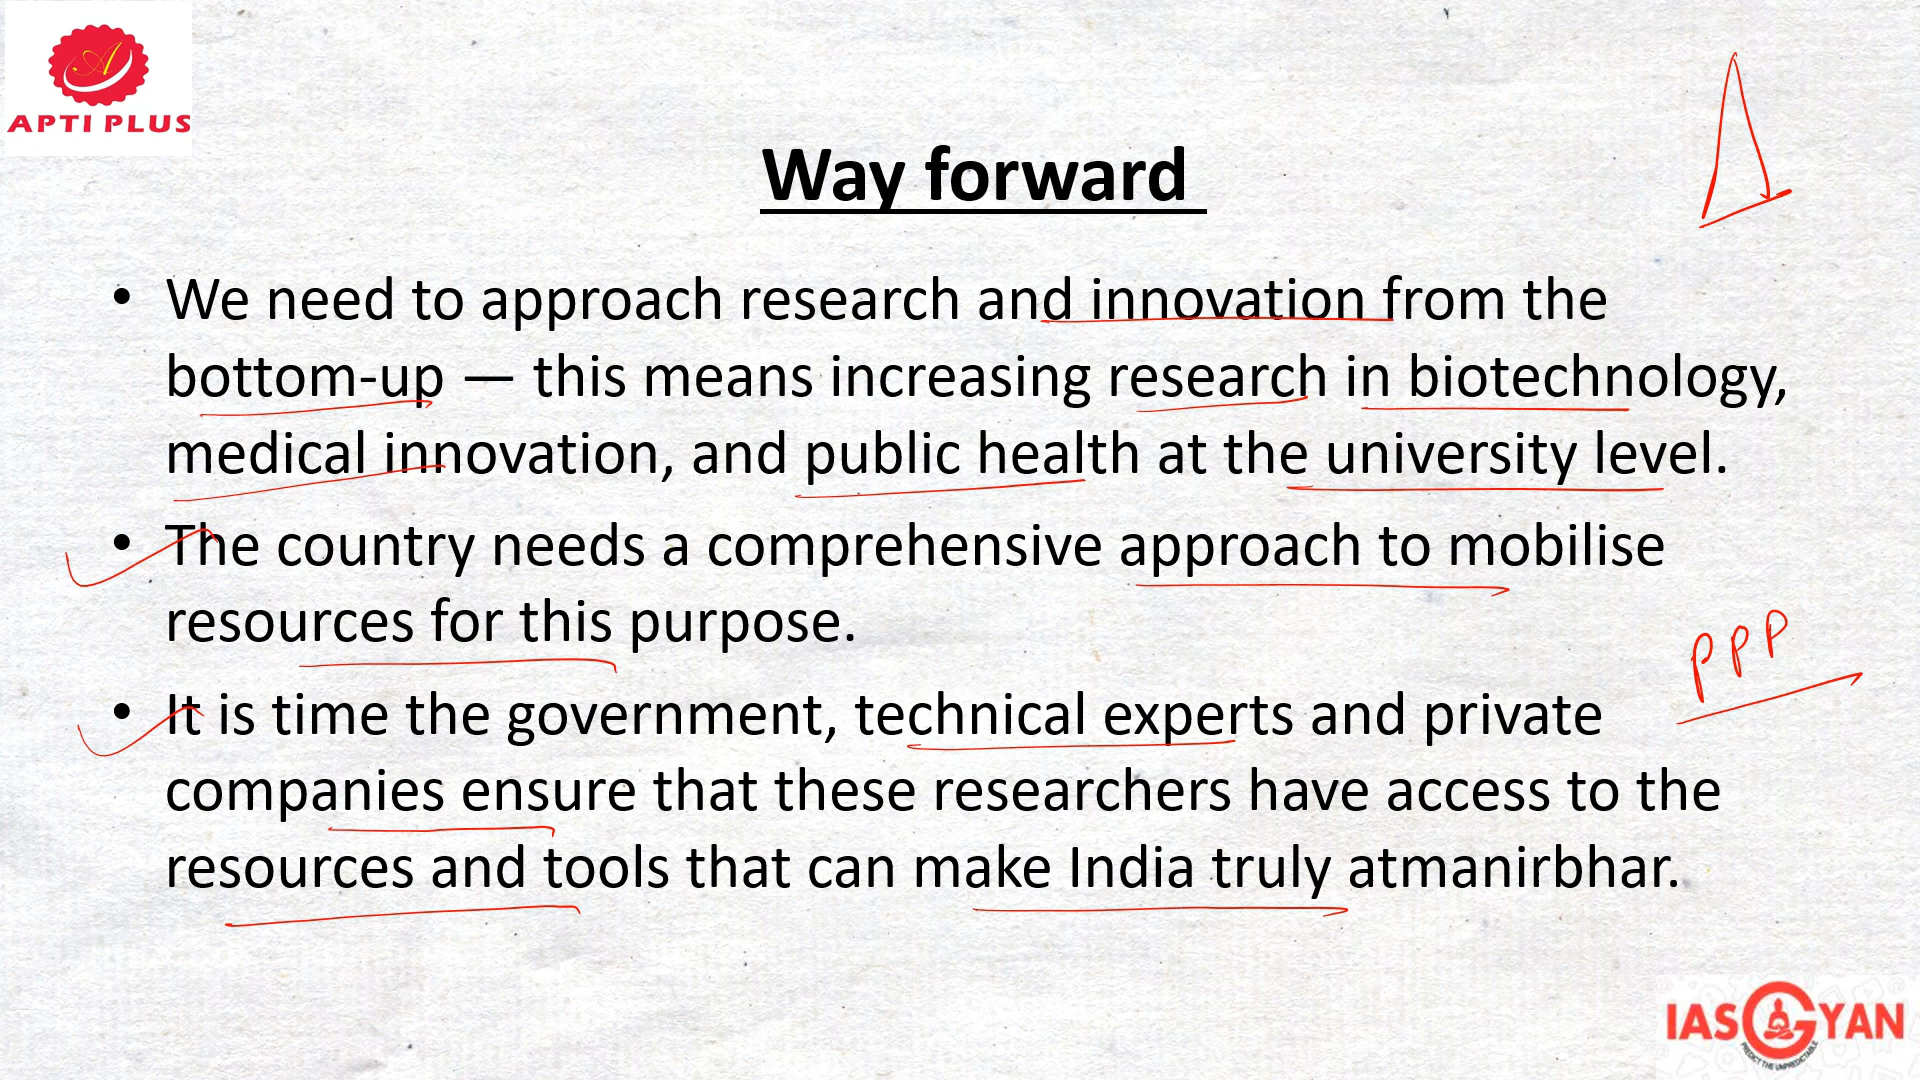 A
APTI PLUS
Way forward
• We need to approach research and innovation from the
bottom-up — this means increasing research in biotechnology,
medical innovation, and public health at the university level.
• The country needs a comprehensive approach to mobilise
resources for this purpose.
PPP
• It is time the government, technical experts and private
companies ensure that these researchers have access to the
resources and tools that can make India truly atmanirbhar.
IAS GYAN
PREDICT THE UNPREDICTABLE